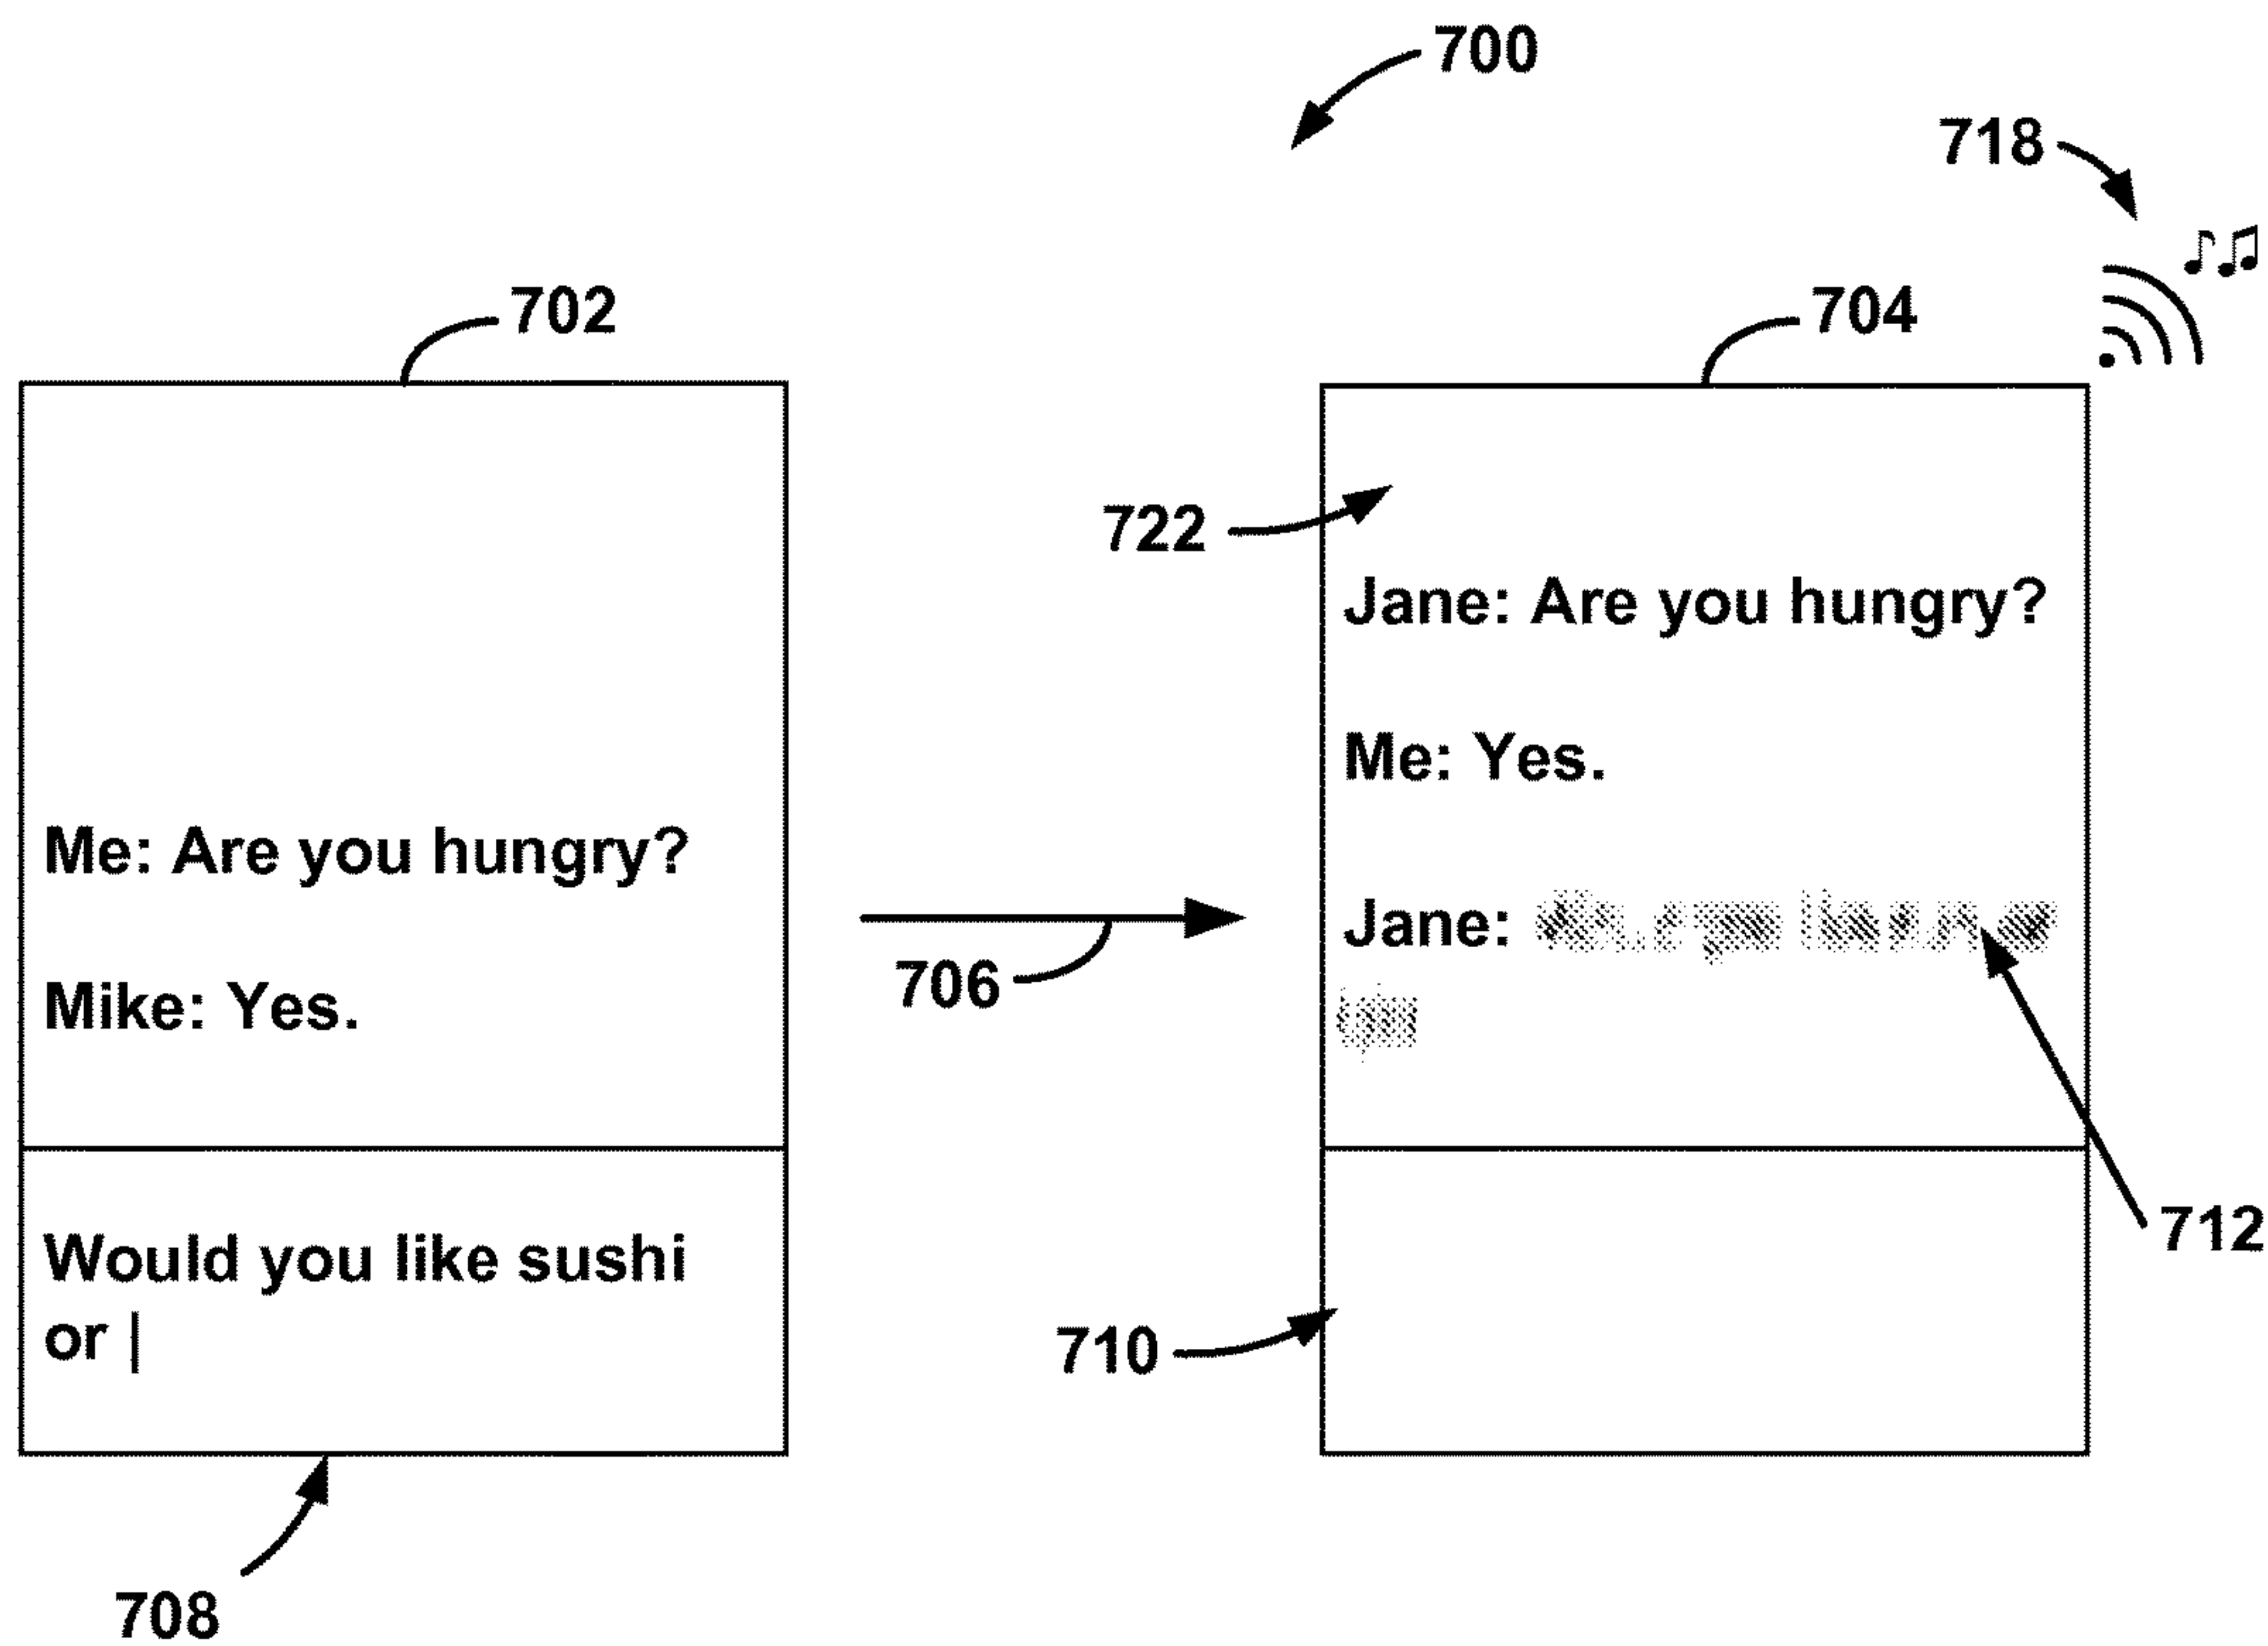 700
718
702
704
722
Jane: Are you hungry?
Me: Yes.
Me: Are you hungry?
Jane:
706
Mike: Yes.
712
Would you like sushi
or |
710
708